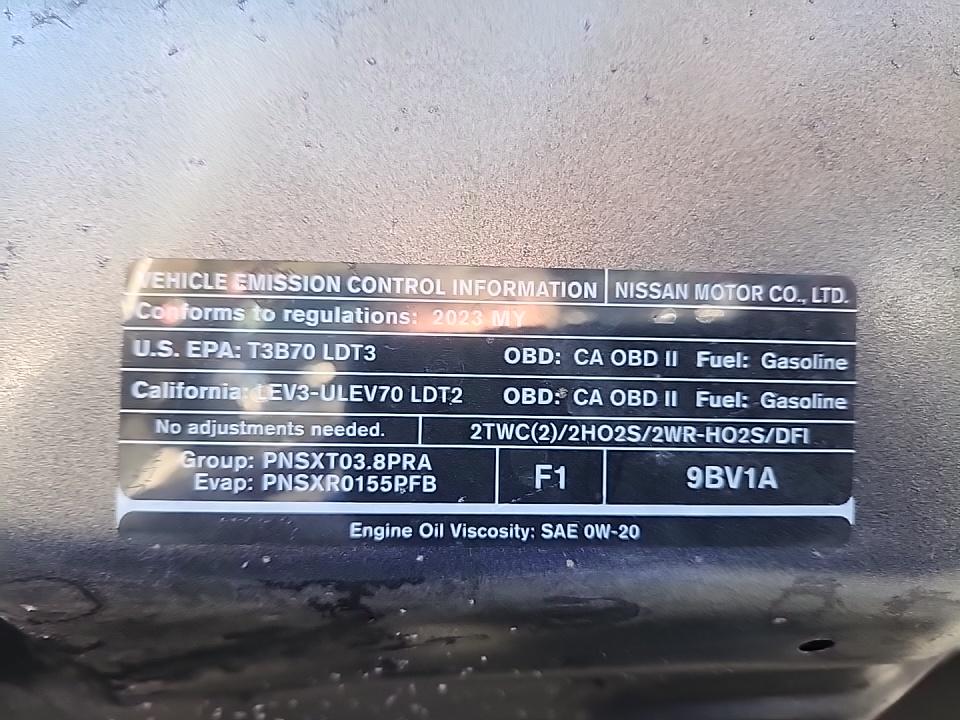 VEHICLE EMISSION CONTROL INFORMATION NISSAN MOTOR CO., LTD.
Conforms to regulations: 2023 MY
U.S. EPA: T3B70 LDT3 OBD: CA OBD II Fuel: Gasoline
California: LEV3-ULEV70 LDT2 OBD: CA OBD II Fuel: Gasoline
No adjustments needed. 2TWC(2)/2HO2S/2WR-HO2S/DFI
Group: PNSXT03.8PRA
Evap: PNSXR0155PFB
F1
9BV1A
Engine Oil Viscosity: SAE 0W-20